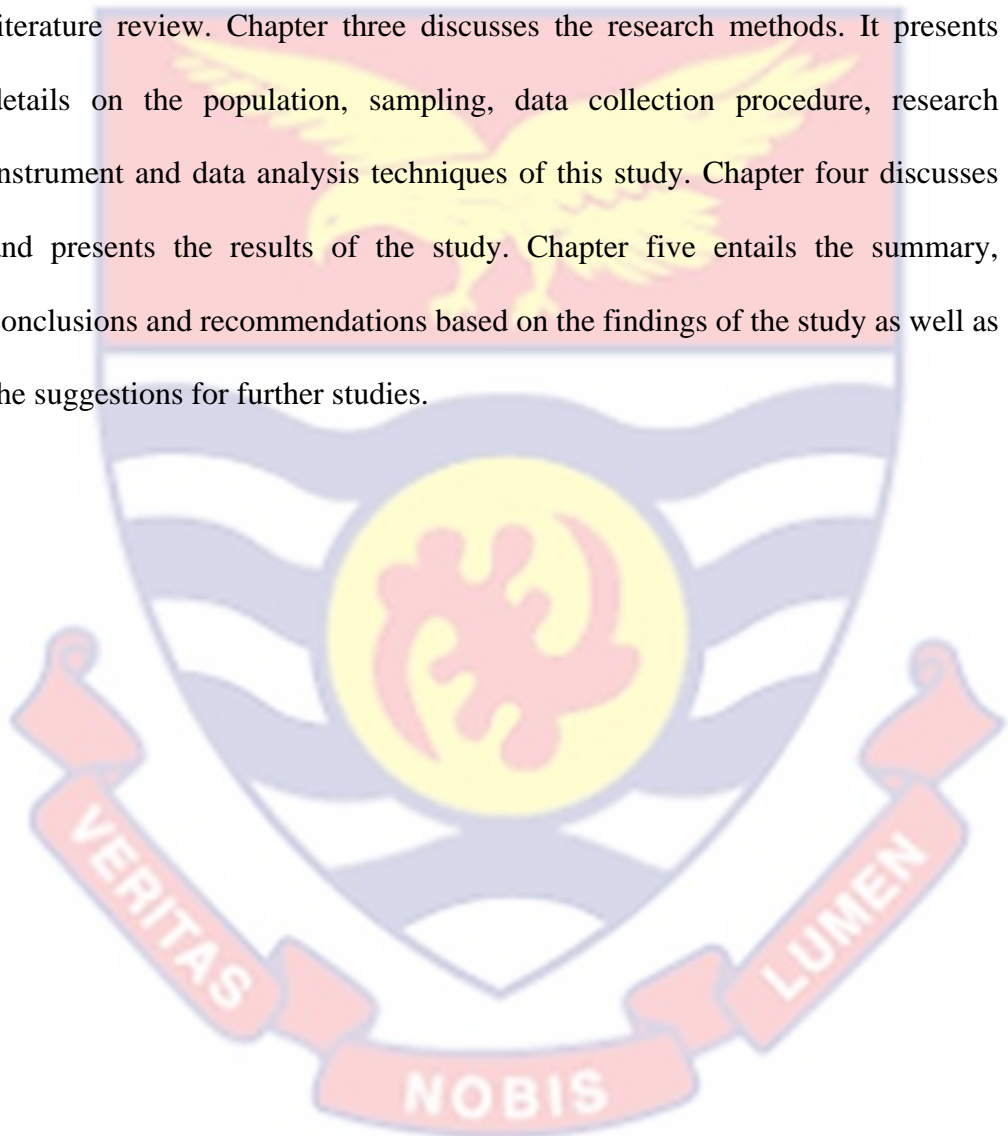 iterature review. Chapter three discusses the research methods. It presents
details on the population, sampling, data collection procedure, research
nstrument and data analysis techniques of this study. Chapter four discusses
and presents the results of the study. Chapter five entails the summary,
conclusions and recommendations based on the findings of the study as well as
the suggestions for further studies.
VERITAS
NOBIS
LUMEN